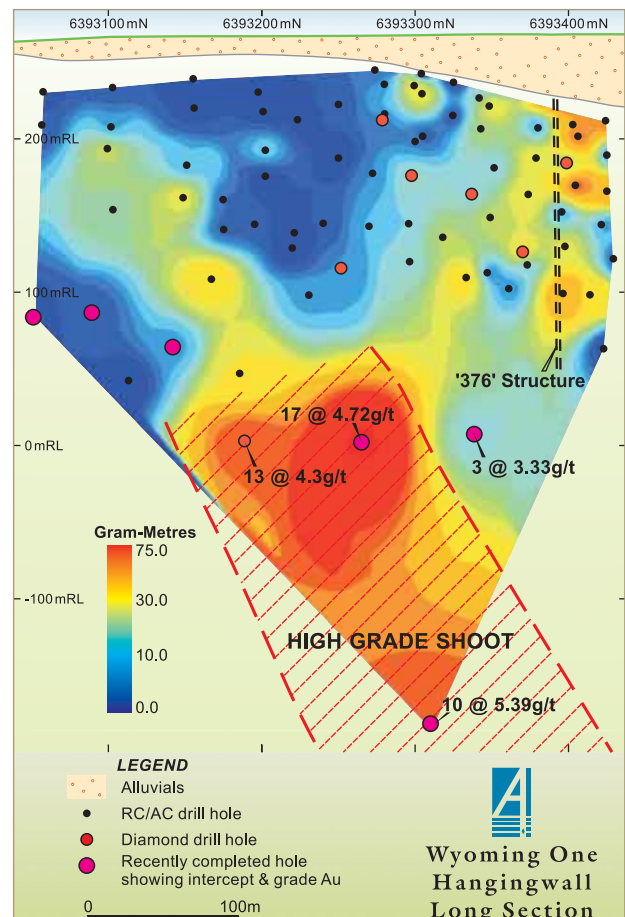 6393100mN 6393200mN 6393300mN 6393400mN
200mRL
100mRL
'376' Structure
17 @ 4.72g/t
0mRL
13 @ 4.3g/t
3 @ 3.33g/t
Gram-Metres
75.0
30.0
10.0
0.0
-100mRL
HIGH GRADE SHOOT
10 @ 5.39g/t
LEGEND
Alluvials
RC/AC drill hole
Diamond drill hole
Recently completed hole
showing intercept & grade Au
0 100m
Wyoming One
Hangingwall
Long Section